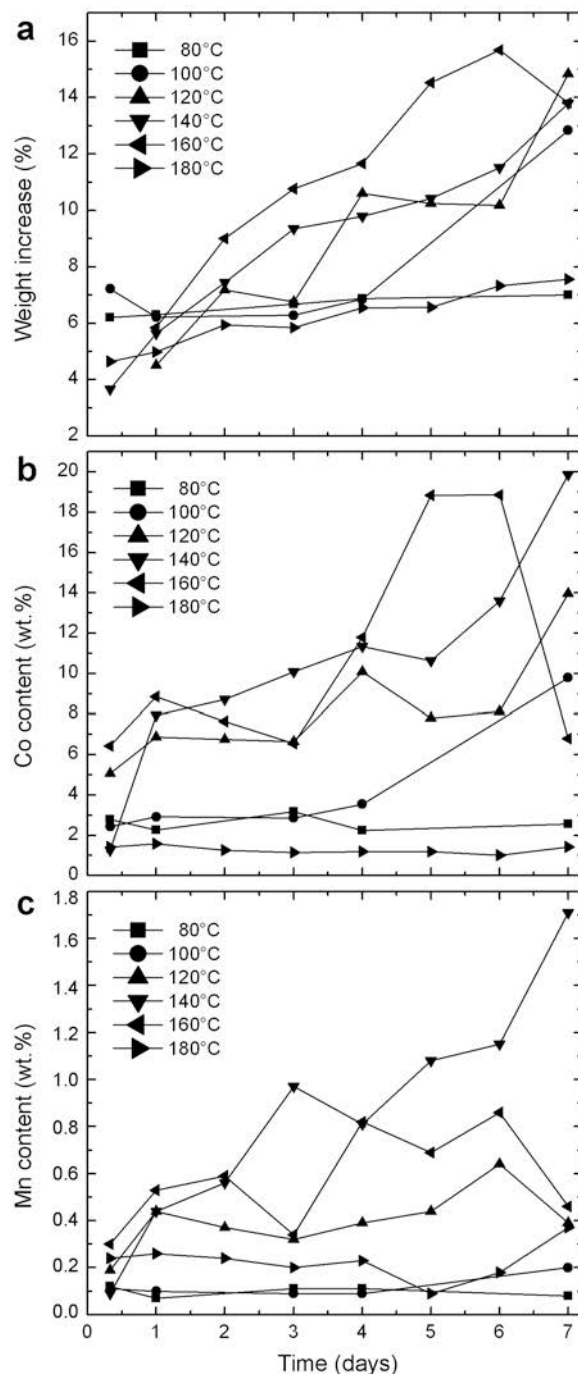 a
16
14
12
10
8
6
4
2
Weight increase (%)
80°C
100°C
120°C
140°C
160°C
180°C
b
20
18
16
14
12
10
8
6
4
2
0
Co content (wt.%)
80°C
100°C
120°C
140°C
160°C
180°C
c
1.8
1.6
1.4
1.2
1.0
0.8
0.6
0.4
0.2
0.0
Mn content (wt.%)
80°C
100°C
120°C
140°C
160°C
180°C
0 1 2 3 4 5 6 7
Time (days)